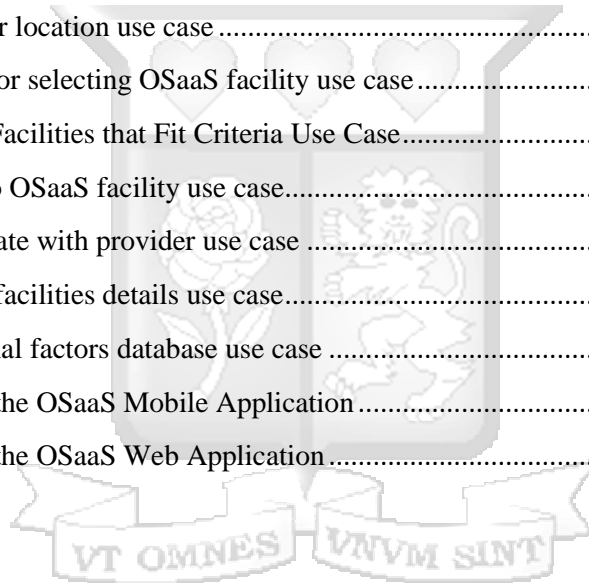 r location use case ........................................................
or selecting OSaaS facility use case ..........................
Facilities that Fit Criteria Use Case ............................
o OSaaS facility use case ..............................................
ate with provider use case ...........................................
facilities details use case ..............................................
al factors database use case ........................................
the OSaaS Mobile Application ...................................
the OSaaS Web Application .......................................
VT OMNES VNVM SINT